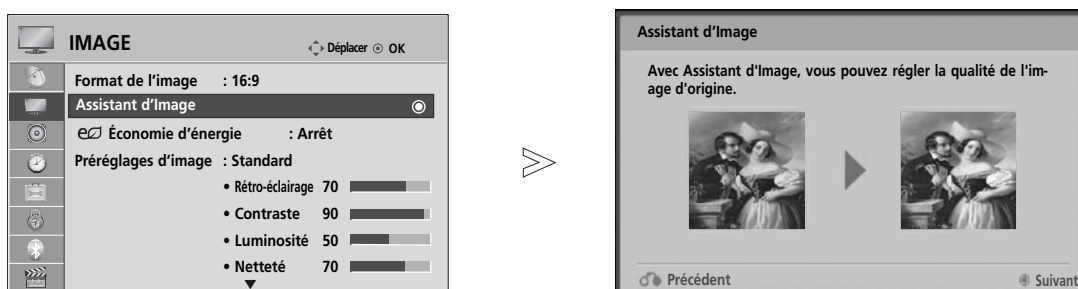 IMAGE
Déplacer OK
Format de l'image : 16:9
Assistant d'Image
Économie d'énergie : Arrêt
Préréglages d'image : Standard
• Rétro-éclairage 70
• Contraste 90
• Luminosité 50
• Netteté 70
Assistant d'Image
Avec Assistant d'Image, vous pouvez régler la qualité de l'im-
age d'origine.
Précédent
Suivant